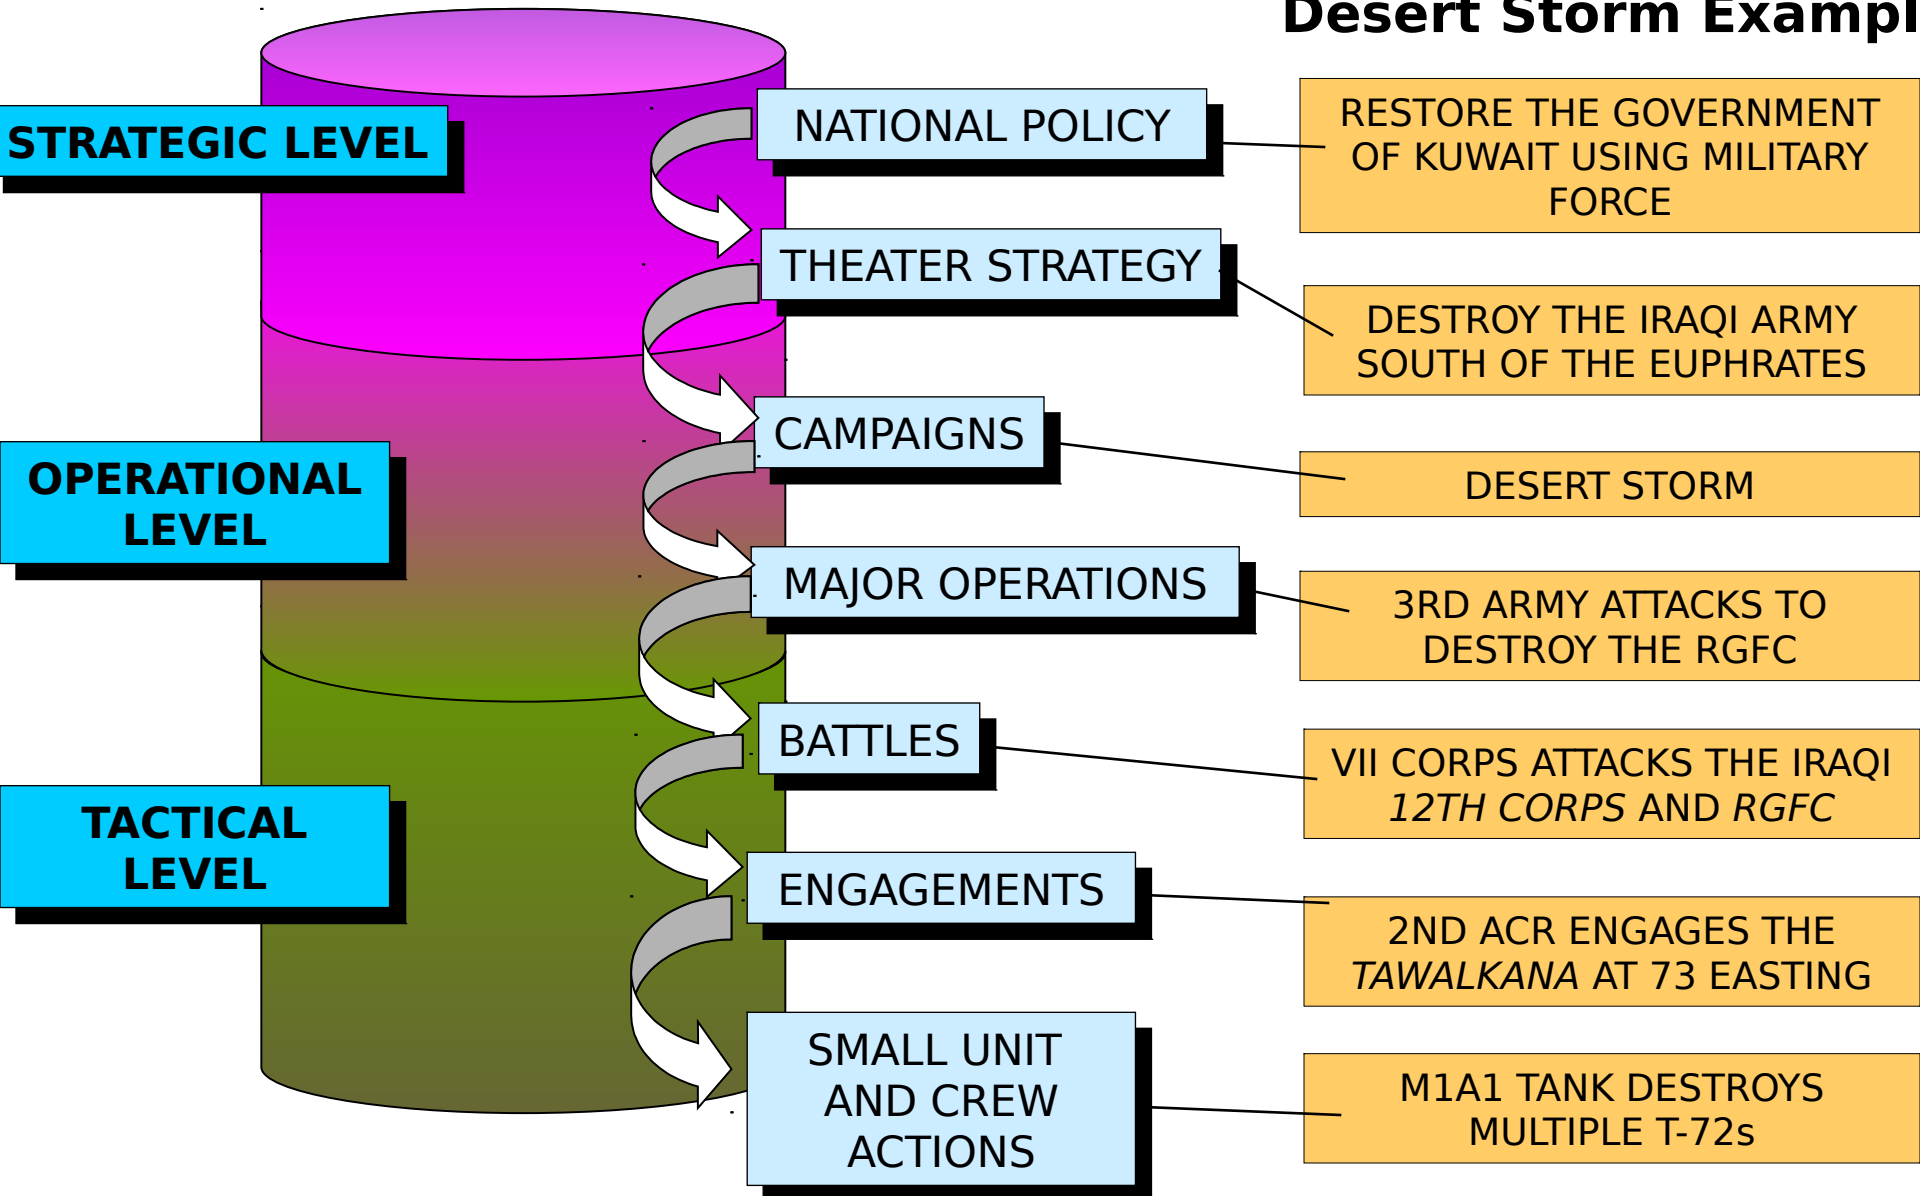 Desert Storm Exampl
STRATEGIC LEVEL
NATIONAL POLICY
RESTORE THE GOVERNMENT
OF KUWAIT USING MILITARY
FORCE
THEATER STRATEGY
DESTROY THE IRAQI ARMY
SOUTH OF THE EUPHRATES
OPERATIONAL
LEVEL
CAMPAIGNS
DESERT STORM
MAJOR OPERATIONS
3RD ARMY ATTACKS TO
DESTROY THE RGFC
TACTICAL
LEVEL
BATTLES
VII CORPS ATTACKS THE IRAQI
12TH CORPS AND RGFC
ENGAGEMENTS
2ND ACR ENGAGES THE
TAWALKANA AT 73 EASTING
SMALL UNIT
AND CREW
ACTIONS
M1A1 TANK DESTROYS
MULTIPLE T-72s